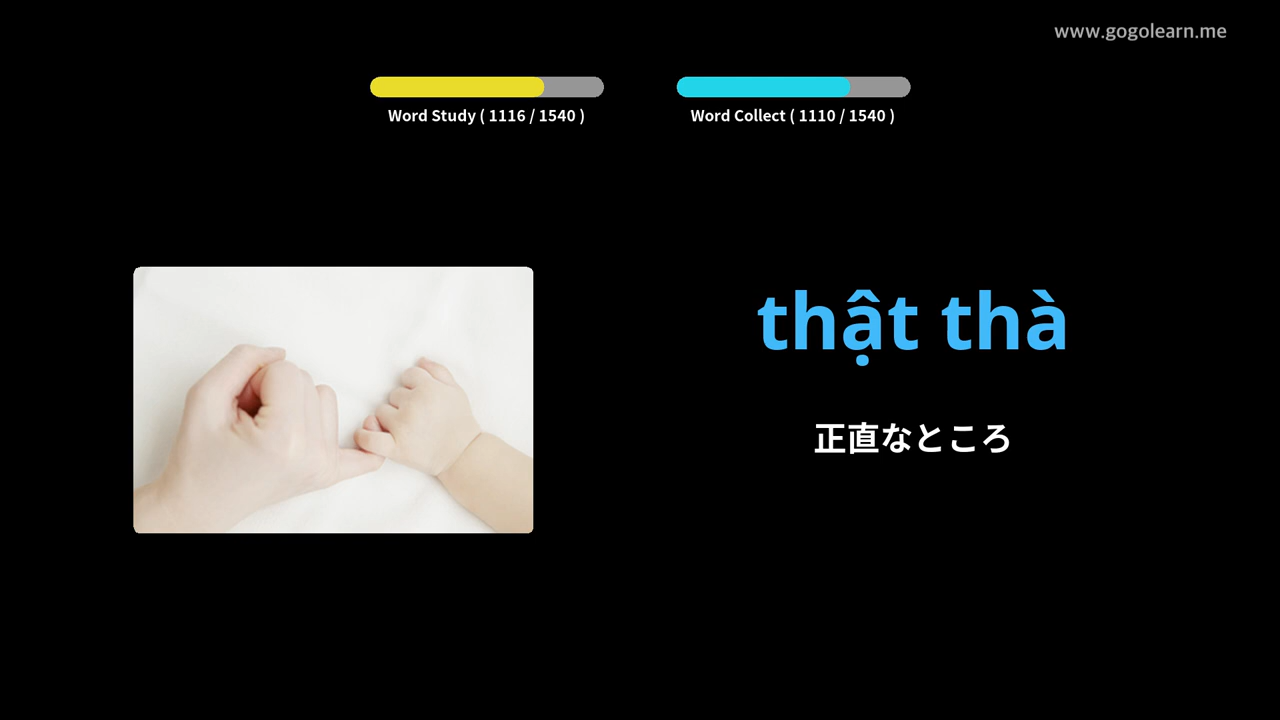 www.gogolearn.me
Word Study ( 1116 / 1540 )
Word Collect ( 1110 / 1540 )
thật thà
正直なところ